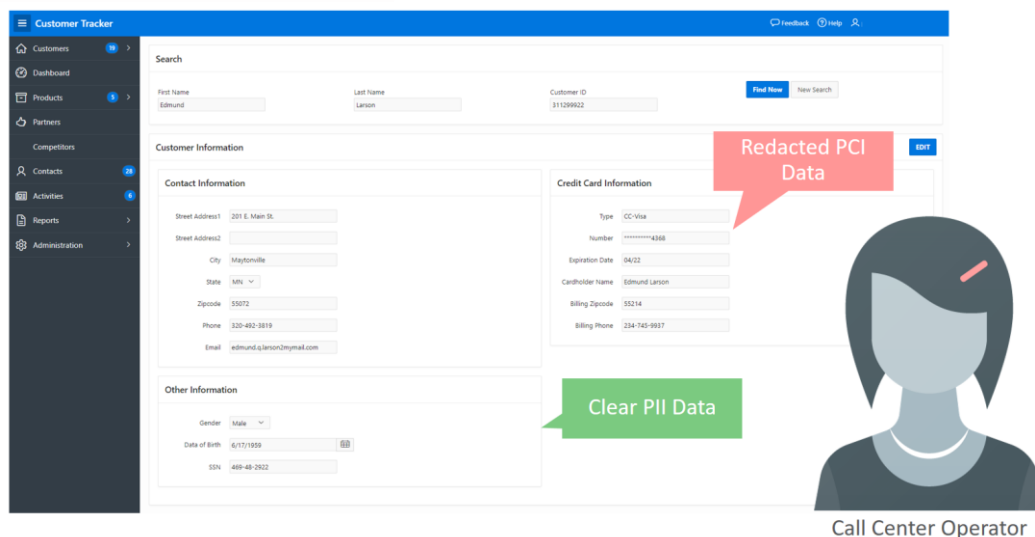 Customer Tracker
Feedback Help
Customers 19
Dashboard
Products 5
Partners
Competitors
Contacts 28
Activities 6
Reports
Administration
Search
First Name Last Name Customer ID
Edmund Larson 311299922
Find Now New Search
Customer Information
EDIT
Redacted PCI
Data
Contact Information
Street Address1 201 E. Main St.
Street Address2
City Maytonville
State MN
Zipcode 55072
Phone 320-492-3819
Email edmund.q.larson2mymail.com
Credit Card Information
Type CC-Visa
Number **********4368
Expiration Date 04/22
Cardholder Name Edmund Larson
Billing Zipcode 55214
Billing Phone 234-745-9937
Other Information
Gender Male
Data of Birth 6/17/1959
SSN 469-48-2922
Clear PII Data
Call Center Operator